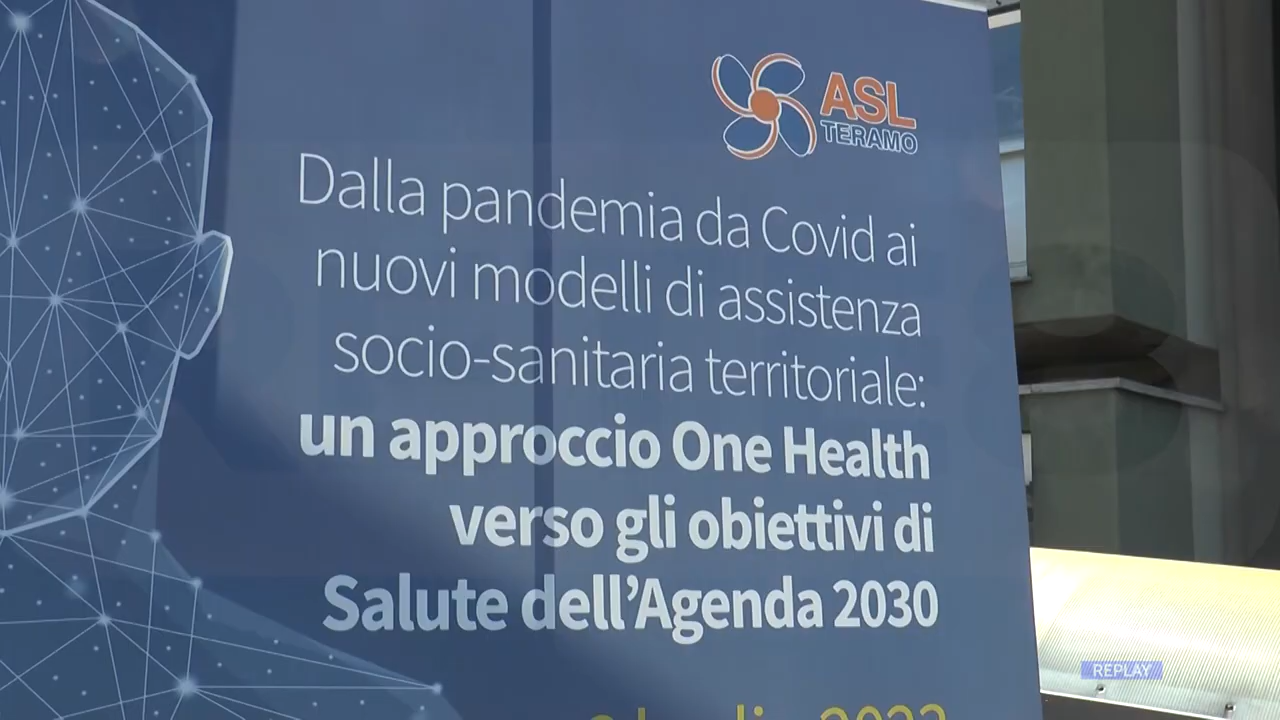 ASL
TERAMO
Dalla pandemia da Covid ai
nuovi modelli di assistenza
socio-sanitaria territoriale:
un approccio One Health
verso gli obiettivi di
Salute dell'Agenda 2030
REPLAY